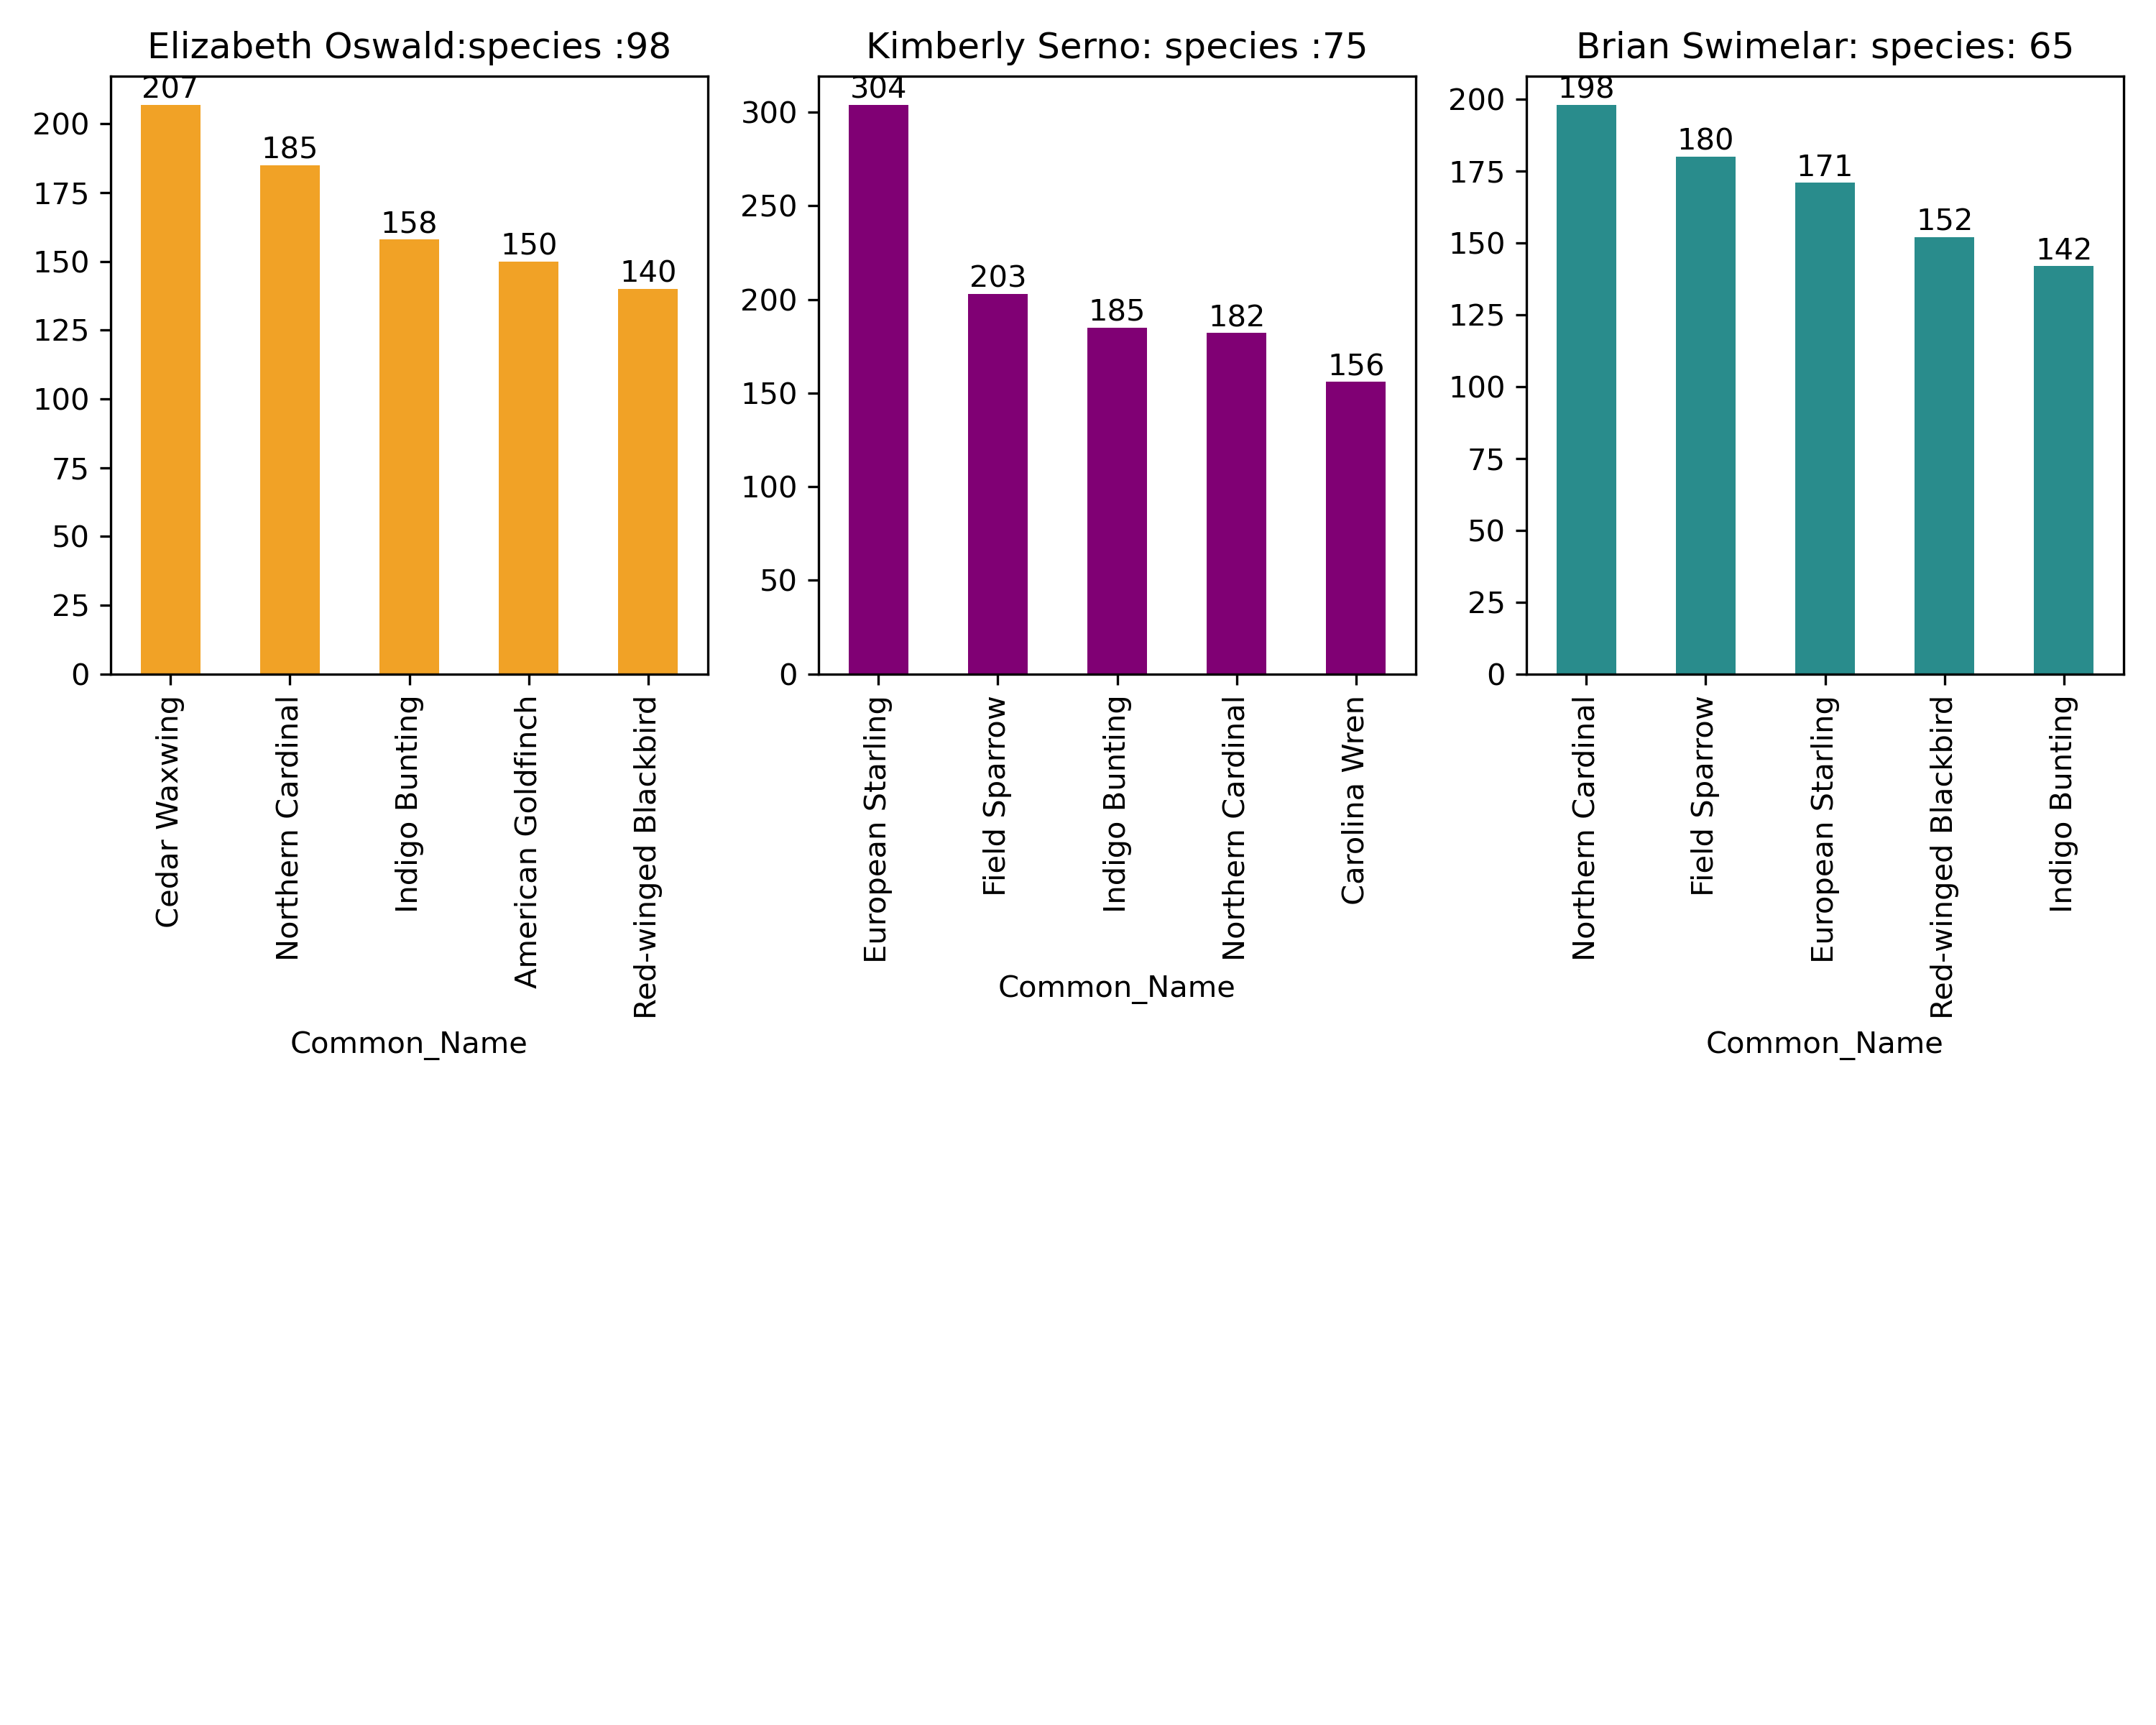 Elizabeth Oswald:species :98
207
185
158
150
140
200
175
150
125
100
75
50
25
0
Cedar Waxwing
Northern Cardinal
Indigo Bunting
American Goldfinch
Red-winged Blackbird
Common_Name
Kimberly Serno: species :75
304
203
185
182
156
300
250
200
150
100
50
0
European Starling
Field Sparrow
Indigo Bunting
Northern Cardinal
Carolina Wren
Common_Name
Brian Swimelar: species: 65
198
180
171
152
142
200
175
150
125
100
75
50
25
0
Northern Cardinal
Field Sparrow
European Starling
Red-winged Blackbird
Indigo Bunting
Common_Name